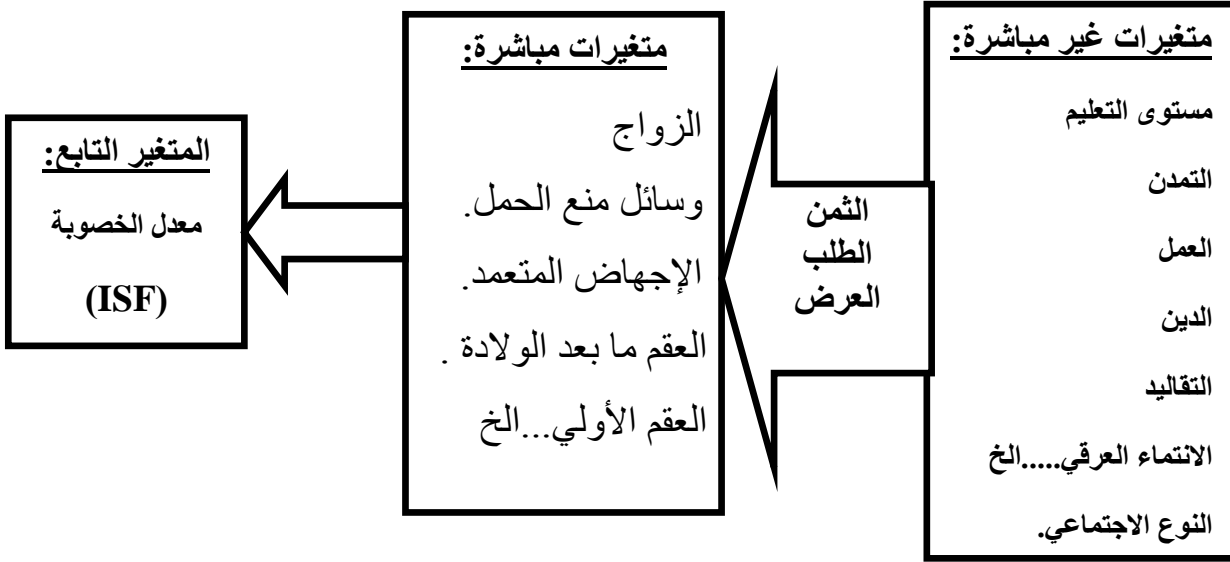 متغيرات غير مباشرة:
مستوى التعليم
التمدن
العمل
الدين
التقاليد
الانتماء العرقي.....الخ
النوع الاجتماعي.
الثمن
الطلب
العرض
متغيرات مباشرة:
الزواج
وسائل منع الحمل.
الإجهاض المتعمد.
العقم ما بعد الولادة .
العقم الأولي...الخ
المتغير التابع:
معدل الخصوبة
(ISF)